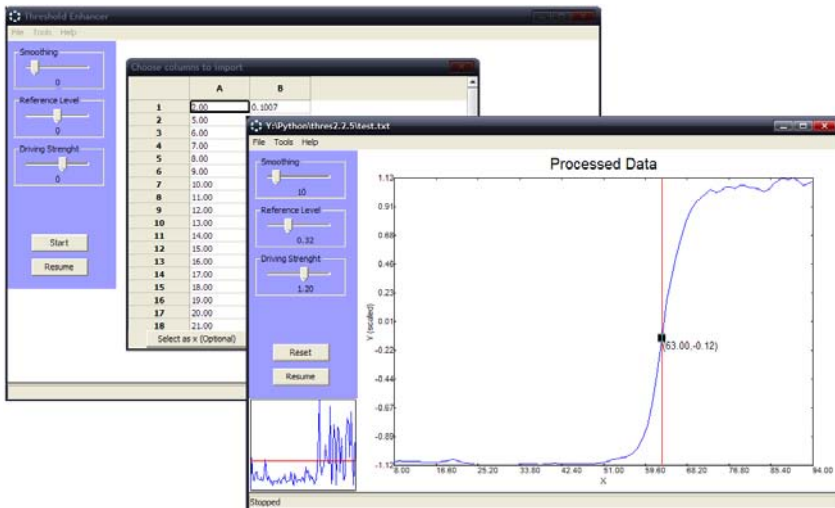 Threshold Enhancer
File Tools Help
Smoothing
0
Reference Level
0
Driving Strenght
0
Start
Resume
Choose columns to import
A B
1 2.00 0.1007
2 5.00
3 6.00
4 7.00
5 8.00
6 9.00
7 10.00
8 11.00
9 12.00
10 13.00
11 14.00
12 15.00
13 16.00
14 17.00
15 18.00
16 19.00
17 20.00
18 21.00
Select as x (Optional)
Y:\Python\thres2.2.5\test.txt
File Tools Help
Smoothing
10
Reference Level
0.32
Driving Strenght
1.20
Reset
Resume
Stopped
Processed Data
1.12
0.91
0.68
0.46
0.23
0.01
-0.22
-0.44
-0.67
-0.89
-1.12
Y (scaled)
(63.00,-0.12)
8.00 16.60 25.20 33.80 42.40 51.00 59.60 68.20 76.80 85.40 94.00
X